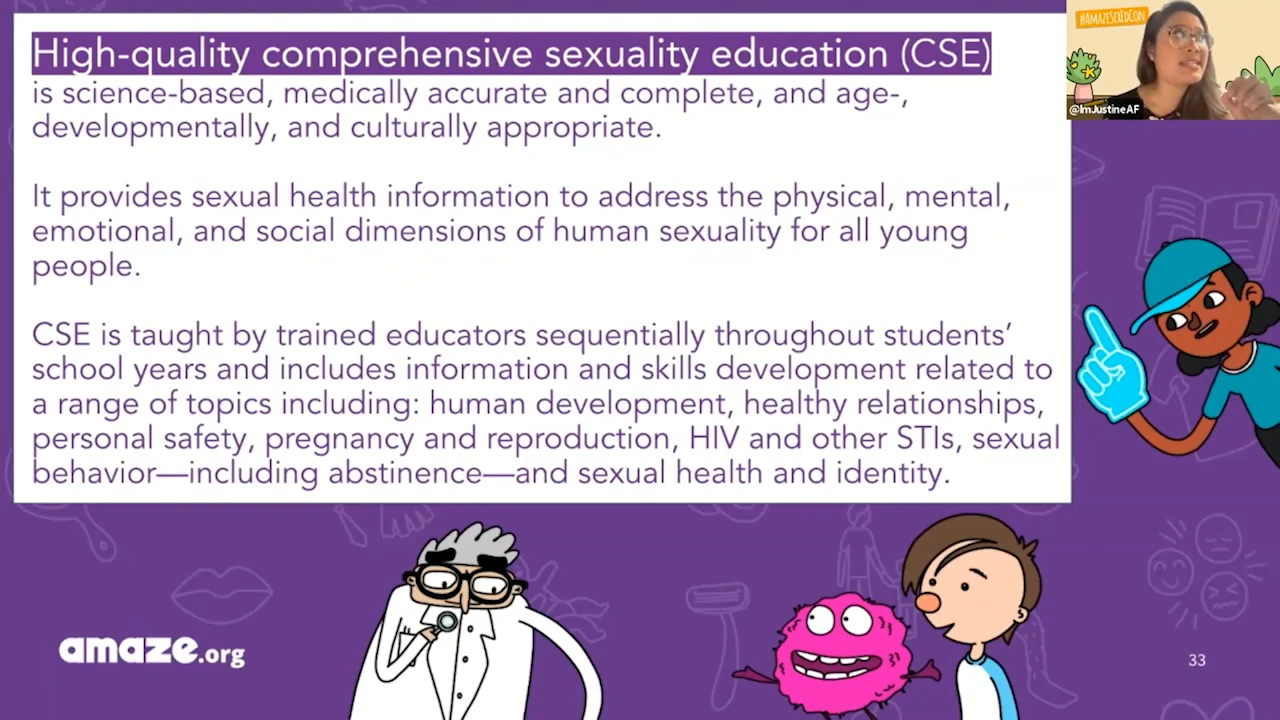 High-quality comprehensive sexuality education (CSE)
is science-based, medically accurate and complete, and age-,
developmentally, and culturally appropriate.
It provides sexual health information to address the physical, mental,
emotional, and social dimensions of human sexuality for all young
people.
CSE is taught by trained educators sequentially throughout students’
school years and includes information and skills development related to
a range of topics including: human development, healthy relationships,
personal safety, pregnancy and reproduction, HIV and other STIs, sexual
behavior—including abstinence—and sexual health and identity.
#AMAZESEXEDCON
@ImJustineAF
amaze.org
33